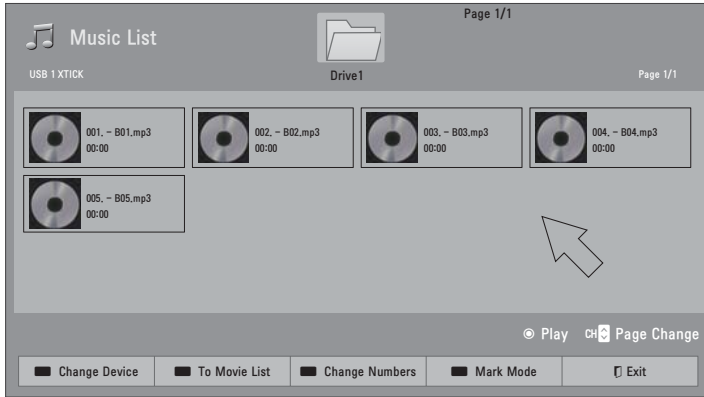 Page 1/1
Music List
USB 1 XTICK
Drive1
Page 1/1
001. - B01.mp3
00:00
002. - B02.mp3
00:00
003. - B03.mp3
00:00
004. - B04.mp3
00:00
005. - B05.mp3
00:00
Play CH Page Change
Change Device
To Movie List
Change Numbers
Mark Mode
Exit